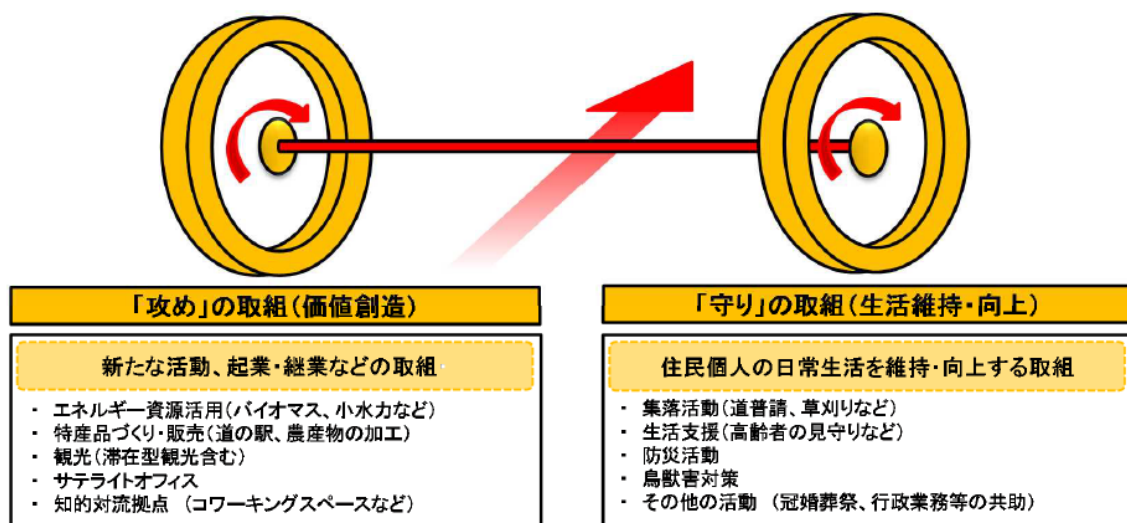 「攻め」の取組（価値創造）
新たな活動、起業・継業などの取組
・ エネルギー資源活用（バイオマス、小水力など）
・ 特産品づくり・販売（道の駅、農産物の加工）
・ 観光（滞在型観光含む）
・ サテライトオフィス
・ 知的対流拠点 （コワーキングスペースなど）
「守り」の取組（生活維持・向上）
住民個人の日常生活を維持・向上する取組
・ 集落活動（道普請、草刈りなど）
・ 生活支援（高齢者の見守りなど）
・ 防災活動
・ 鳥獣害対策
・ その他の活動 （冠婚葬祭、行政業務等の共助）